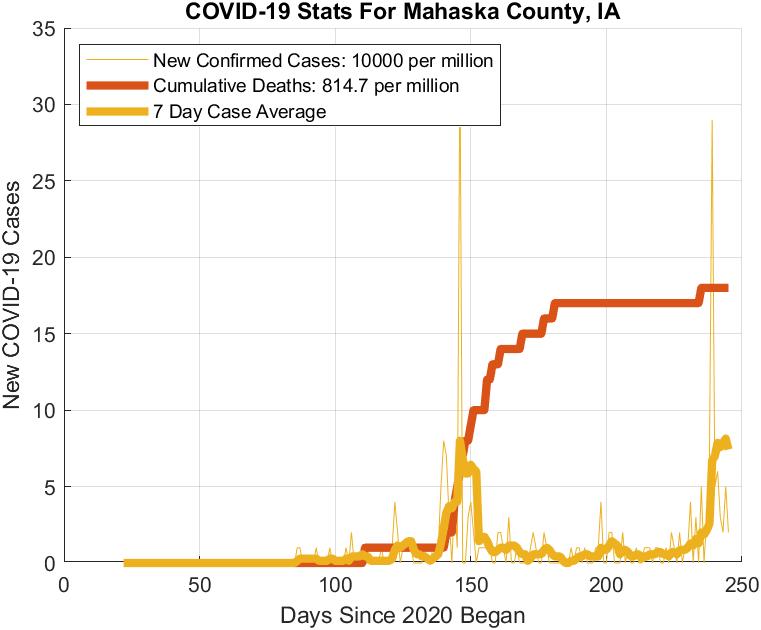 COVID-19 Stats For Mahaska County, IA
New Confirmed Cases: 10000 per million
Cumulative Deaths: 814.7 per million
7 Day Case Average
New COVID-19 Cases
35
30
25
20
15
10
5
0
0 50 100 150 200 250
Days Since 2020 Began